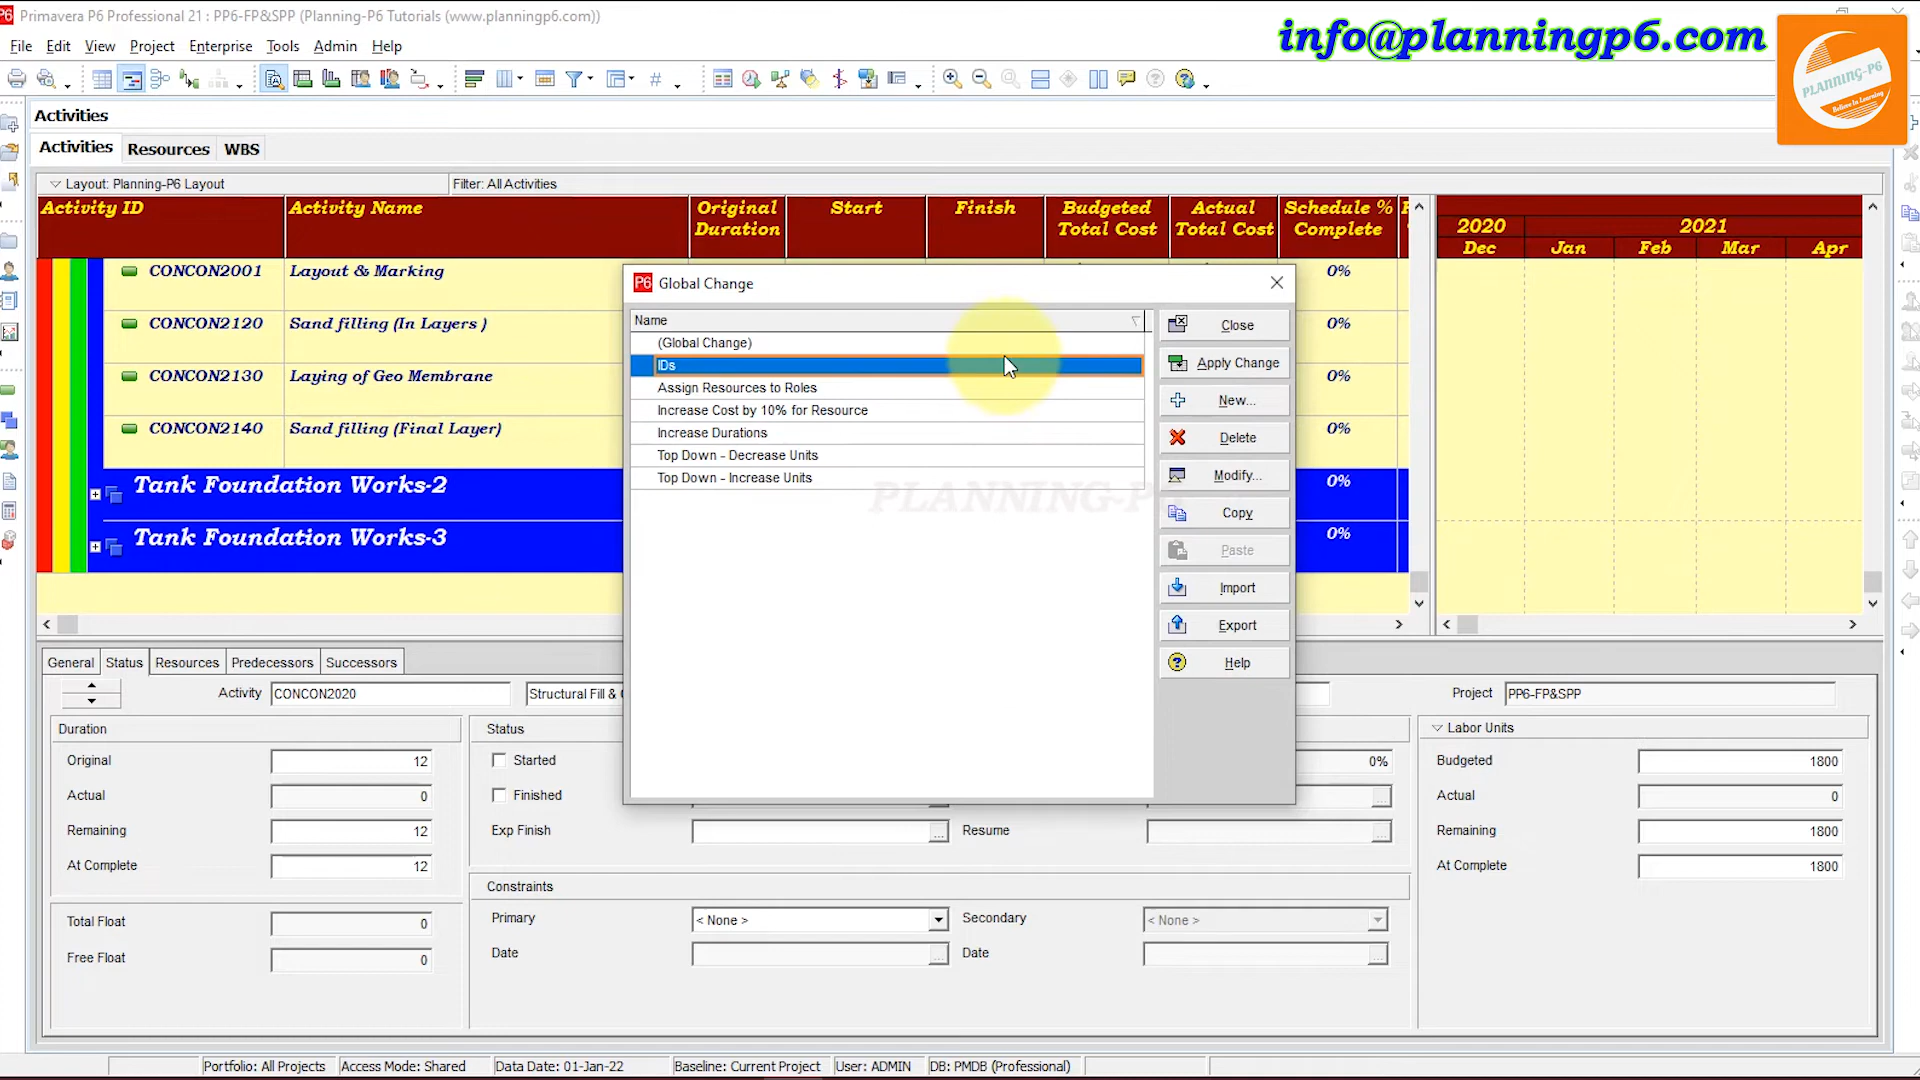 Primavera P6 Professional 21 : PP6-FP&SPP (Planning-P6 Tutorials (www.planningp6.com))
info@planningp6.com
PLANNING-P6
Believe In Learning
File Edit View Project Enterprise Tools Admin Help
Activities
Activities Resources WBS
Layout: Planning-P6 Layout Filter: All Activities
Activity ID Activity Name Original Duration Start Finish Budgeted Total Cost Actual Total Cost Schedule % Complete
2020 2021
Dec Jan Feb Mar Apr
CONCON2001 Layout & Marking 0%
CONCON2120 Sand filling (In Layers ) 0%
CONCON2130 Laying of Geo Membrane 0%
CONCON2140 Sand filling (Final Layer) 0%
Tank Foundation Works-2 0%
Tank Foundation Works-3 0%
P6 Global Change
Name
(Global Change)
IDs
Assign Resources to Roles
Increase Cost by 10% for Resource
Increase Durations
Top Down - Decrease Units
Top Down - Increase Units
PLANNING-P6
Close
Apply Change
New...
Delete
Modify...
Copy
Paste
Import
Export
Help
General Status Resources Predecessors Successors
Activity CONCON2020 Structural Fill & Project PP6-FP&SPP
Duration Status Labor Units
Original 12 Started 0% Budgeted 1800
Actual 0 Finished Actual 0
Remaining 12 Exp Finish Resume Remaining 1800
At Complete 12 At Complete 1800
Constraints
Total Float 0 Primary < None > Secondary < None >
Free Float 0 Date Date
Portfolio: All Projects Access Mode: Shared Data Date: 01-Jan-22 Baseline: Current Project User: ADMIN DB: PMDB (Professional)